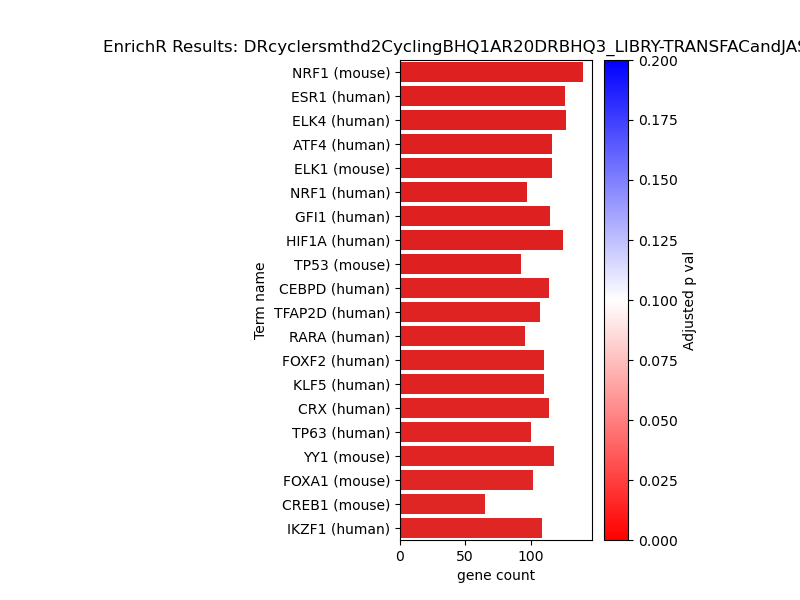 EnrichR Results: DRcyclersmthd2CyclingBHQ1AR20DRBHQ3_LIBRY-TRANSFACandJAS
NRF1 (mouse)
ESR1 (human)
ELK4 (human)
ATF4 (human)
ELK1 (mouse)
NRF1 (human)
GFI1 (human)
HIF1A (human)
TP53 (mouse)
CEBPD (human)
TFAP2D (human)
RARA (human)
FOXF2 (human)
KLF5 (human)
CRX (human)
TP63 (human)
YY1 (mouse)
FOXA1 (mouse)
CREB1 (mouse)
IKZF1 (human)
Term name
0 50 100
gene count
0.200
0.175
0.150
0.125
0.100
0.075
0.050
0.025
0.000
Adjusted p val